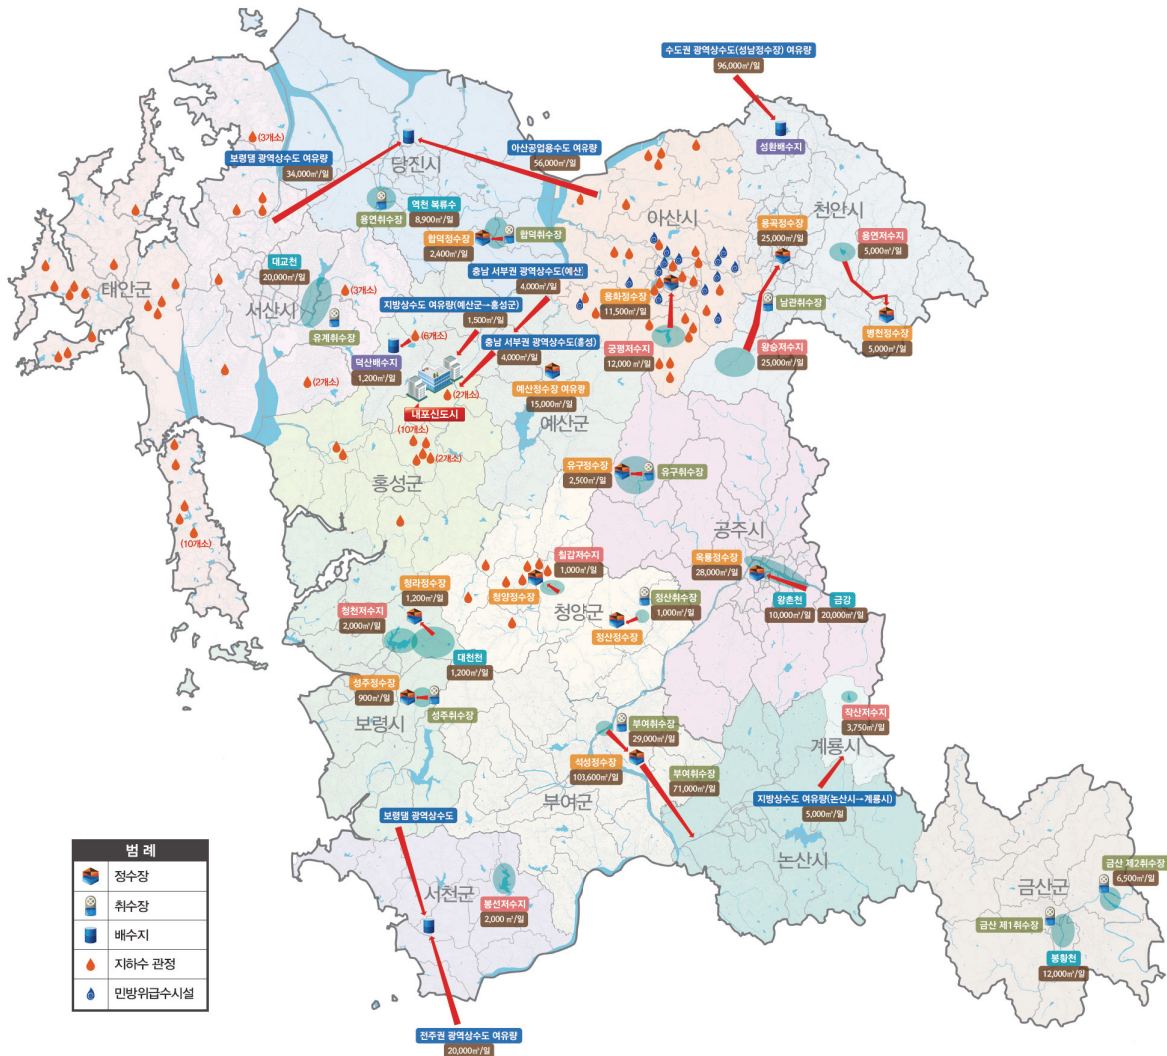 수도권 광역상수도(성남정수장) 여유량
96,000㎥/일
성환배수지
(3개소)
보령댐 광역상수도 여유량
34,000㎥/일
당진시
아산공업용수도 여유량
56,000㎥/일
용연취수장
역천 복류수
8,900㎥/일
합덕정수장
2,400㎥/일
합덕취수장
아산시
천안시
용곡정수장
25,000㎥/일
용연저수지
5,000㎥/일
태안군
대교천
20,000㎥/일
서산시
(3개소)
유계취수장
충남 서부권 광역상수도(예산)
4,000㎥/일
지방상수도 여유량(예산군→홍성군)
1,500㎥/일
(6개소)
충남 서부권 광역상수도(홍성)
4,000㎥/일
덕산배수지
1,200㎥/일
용화정수장
11,500㎥/일
남관취수장
병천정수장
5,000㎥/일
궁평저수지
12,000㎥/일
왕승저수지
25,000㎥/일
(2개소)
(2개소)
내포신도시
예산정수장 여유량
15,000㎥/일
예산군
(10개소)
(2개소)
홍성군
유구정수장
2,500㎥/일
유구취수장
공주시
(10개소)
옥룡정수장
28,000㎥/일
왕촌천
10,000㎥/일
금강
20,000㎥/일
칠갑저수지
1,000㎥/일
청양정수장
청양군
정산취수장
1,000㎥/일
정산정수장
청라정수장
1,200㎥/일
청천저수지
2,000㎥/일
대천천
1,200㎥/일
성주정수장
900㎥/일
성주취수장
보령시
부여취수장
29,000㎥/일
석성정수장
103,600㎥/일
부여취수장
71,000㎥/일
부여군
작산저수지
3,750㎥/일
계룡시
지방상수도 여유량(논산시→계룡시)
5,000㎥/일
논산시
보령댐 광역상수도
서천군
봉선저수지
2,000 ㎥/일
전주권 광역상수도 여유량
20,000㎥/일
금산 제2취수장
6,500㎥/일
금산군
금산 제1취수장
봉황천
12,000㎥/일
범 례
정수장
취수장
배수지
지하수 관정
민방위급수시설